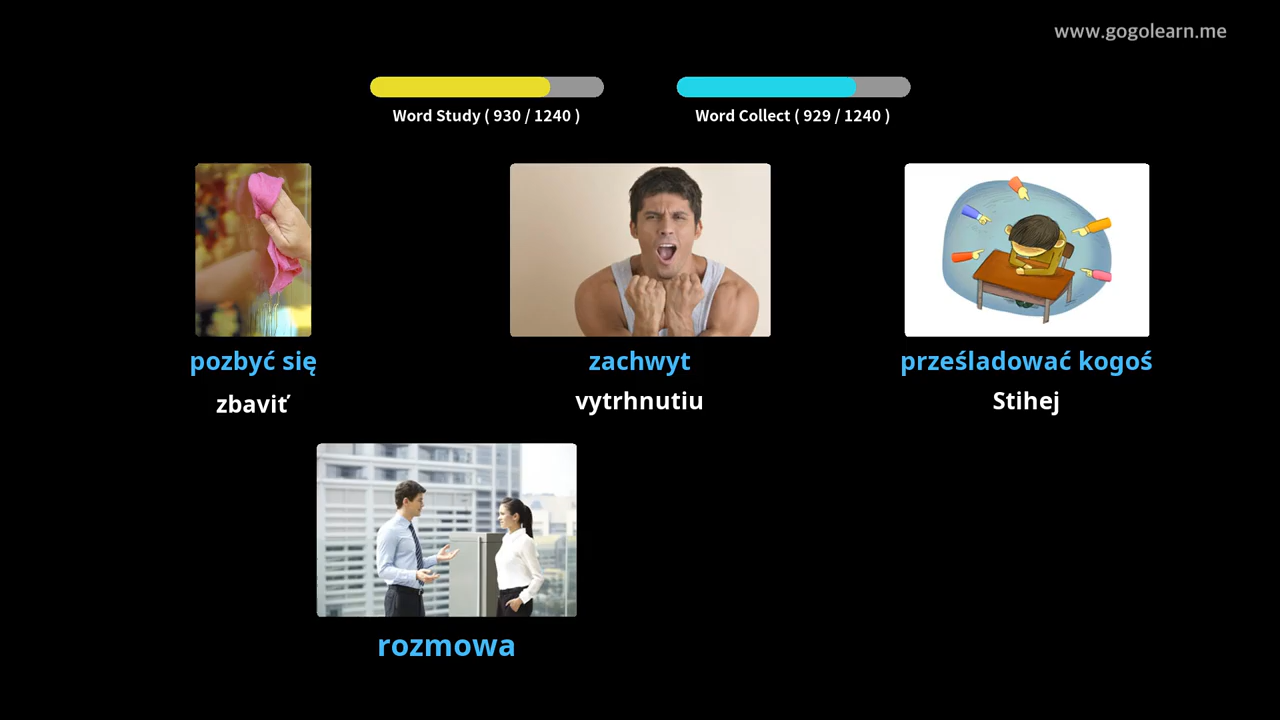 www.gogolearn.me
Word Study ( 930 / 1240 )
Word Collect ( 929 / 1240 )
pozbyć się
zbaviť
zachwyt
vytrhnutiu
prześladować kogoś
Stihej
rozmowa